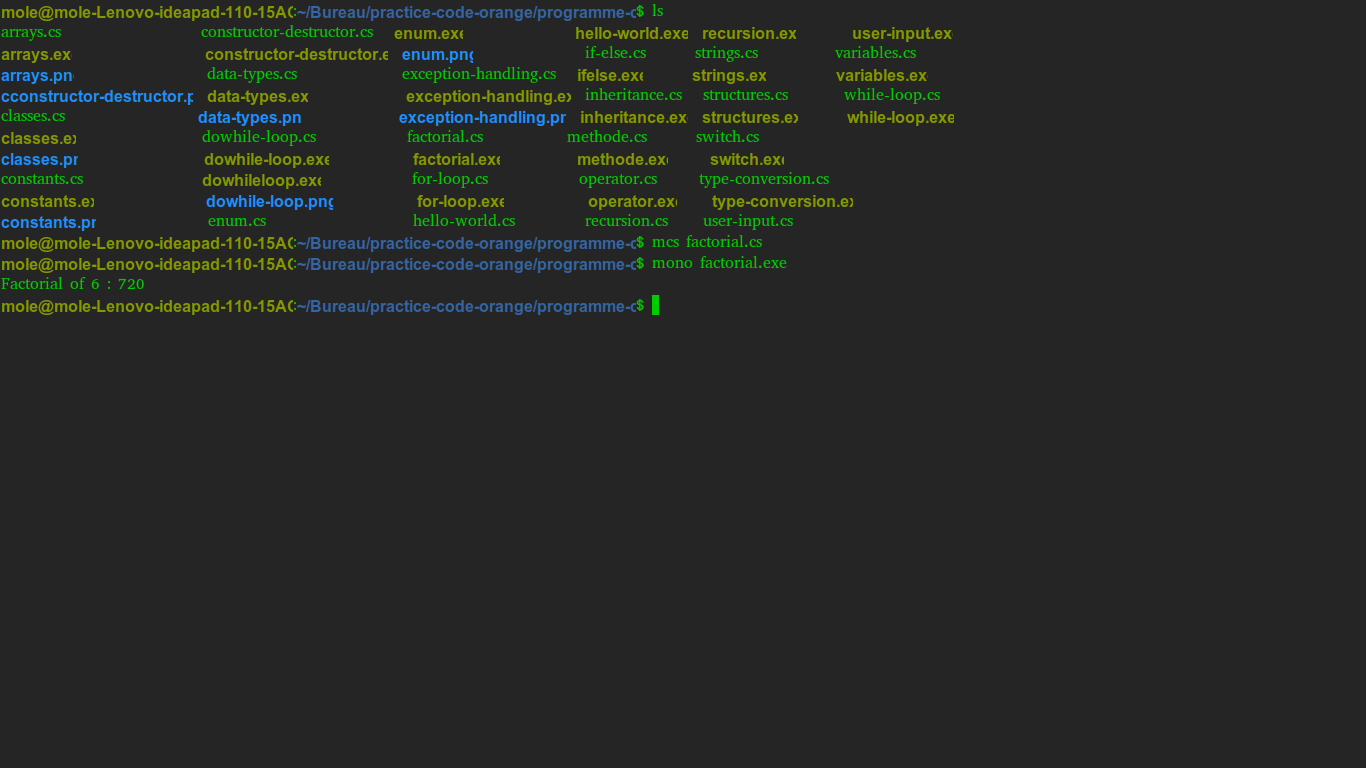 mole@mole-Lenovo-ideapad-110-15AC:~/Bureau/practice-code-orange/programme-c$ ls
arrays.cs constructor-destructor.cs enum.exe hello-world.exe recursion.ex user-input.ex
arrays.ex constructor-destructor.e enum.png if-else.cs strings.cs variables.cs
arrays.pn data-types.cs exception-handling.cs ifelse.exe strings.ex variables.ex
cconstructor-destructor.p data-types.ex exception-handling.ex inheritance.cs structures.cs while-loop.cs
classes.cs data-types.pn exception-handling.pr inheritance.ex structures.ex while-loop.exe
classes.ex dowhile-loop.cs factorial.cs methode.cs switch.cs
classes.pr dowhile-loop.exe factorial.exe methode.exe switch.exe
constants.cs dowhileloop.exe for-loop.cs operator.cs type-conversion.cs
constants.ex dowhile-loop.png for-loop.exe operator.exe type-conversion.ex
constants.pr enum.cs hello-world.cs recursion.cs user-input.cs
mole@mole-Lenovo-ideapad-110-15AC:~/Bureau/practice-code-orange/programme-c$ mcs factorial.cs
mole@mole-Lenovo-ideapad-110-15AC:~/Bureau/practice-code-orange/programme-c$ mono factorial.exe
Factorial of 6 : 720
mole@mole-Lenovo-ideapad-110-15AC:~/Bureau/practice-code-orange/programme-c$